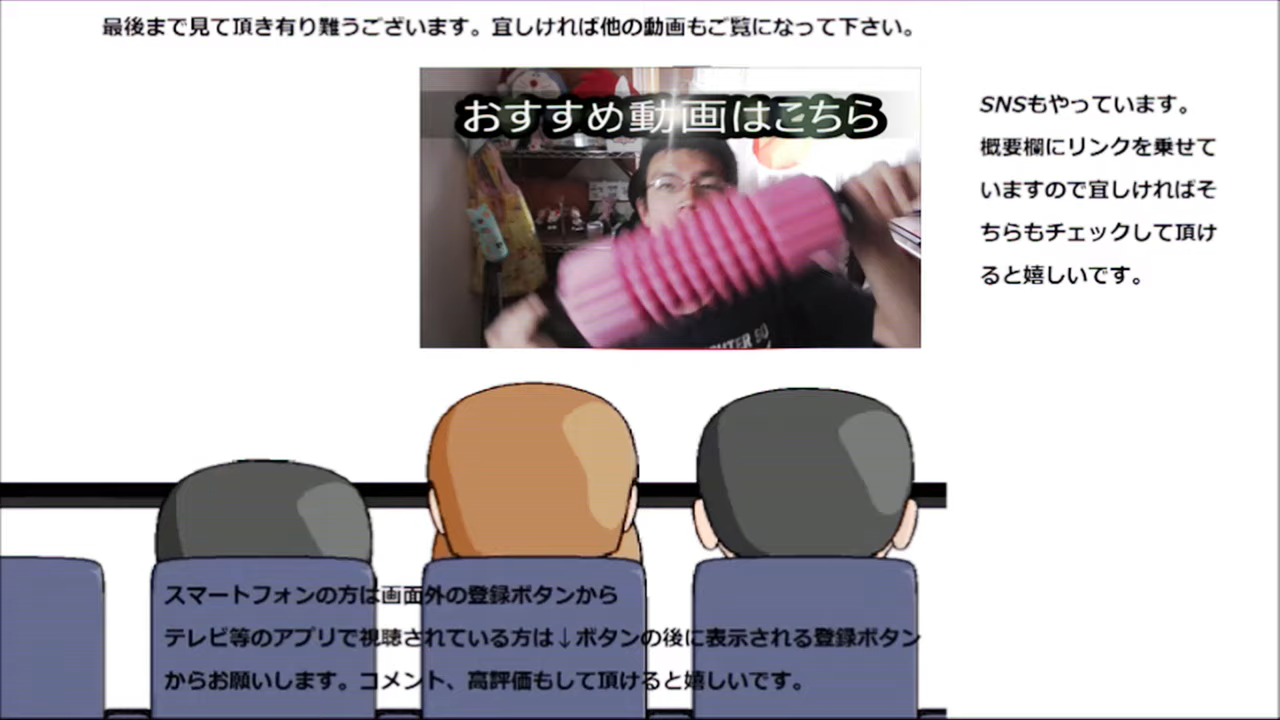 最後まで見て頂き有り難うございます。宜しければ他の動画もご覧になって下さい。
おすすめ動画はこちら
SNSもやっています。
概要欄にリンクを乗せて
いますので宜しければそ
ちらもチェックして頂け
ると嬉しいです。
スマートフォンの方は画面外の登録ボタンから
テレビ等のアプリで視聴されている方は↓ボタンの後に表示される登録ボタン
からお願いします。コメント、高評価もして頂けると嬉しいです。